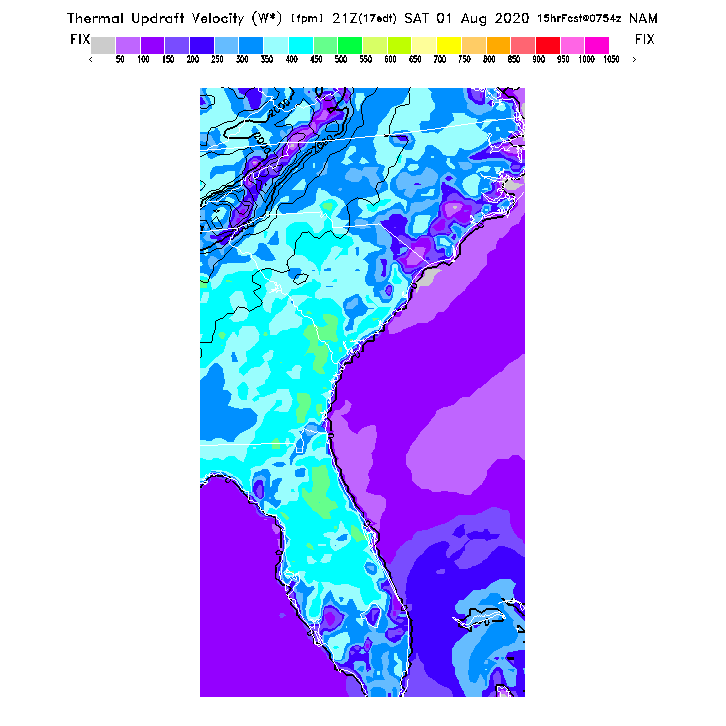 Thermal Updraft Velocity (W*) [fpm] 21Z(17edt) SAT 01 Aug 2020 15hrFcst@0754z NAM
FIX FIX
< 50 100 150 200 250 300 350 400 450 500 550 600 650 700 750 800 850 900 950 1000 1050 >